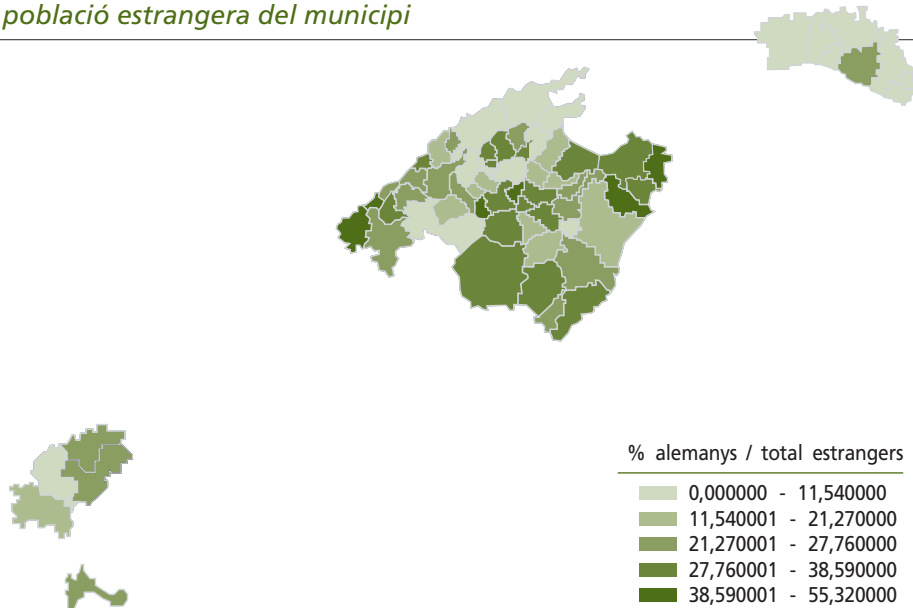 població estrangera del municipi
% alemanys / total estrangers
0,000000 - 11,540000
11,540001 - 21,270000
21,270001 - 27,760000
27,760001 - 38,590000
38,590001 - 55,320000